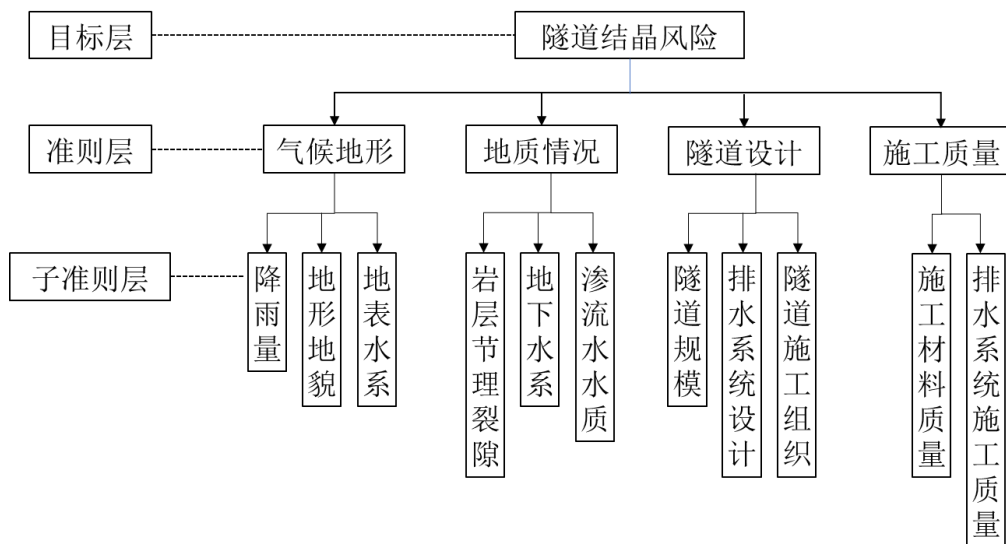 目标层
隧道结晶风险
准则层
气候地形
地质情况
隧道设计
施工质量
子准则层
降雨量
地形地貌
地表水系
岩层节理裂隙
地下水系
渗流水水质
隧道规模
排水系统设计
隧道施工组织
施工材料质量
排水系统施工质量